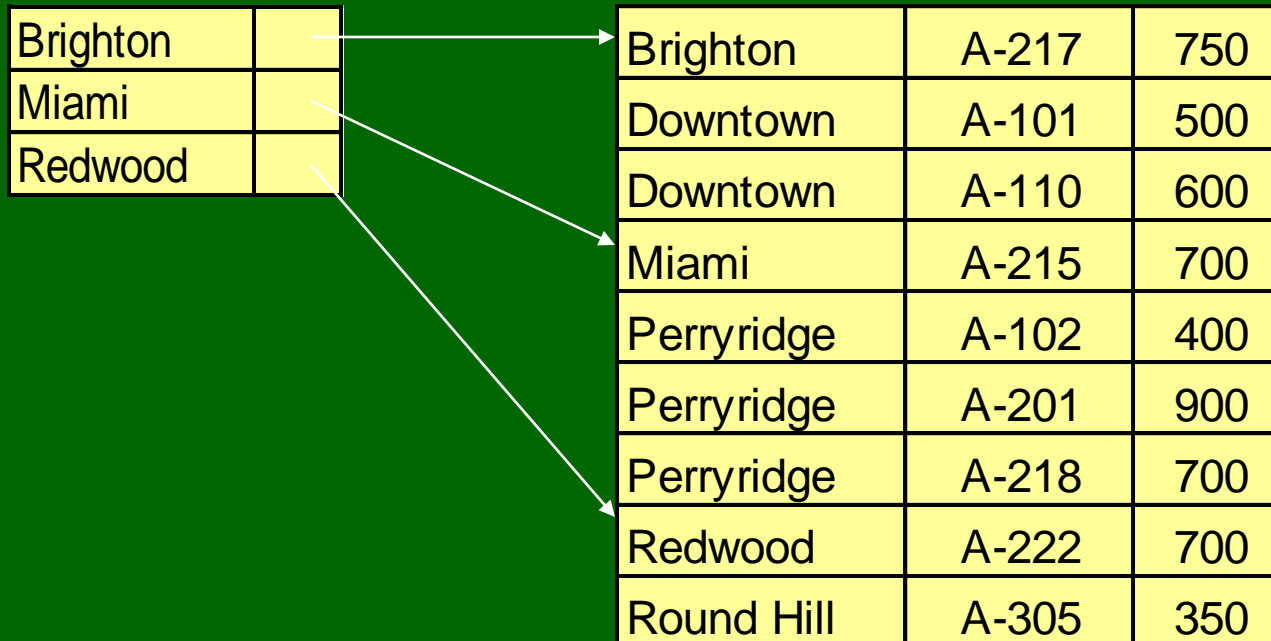 Brighton
Miami
Redwood
Brighton A-217 750
Downtown A-101 500
Downtown A-110 600
Miami A-215 700
Perryridge A-102 400
Perryridge A-201 900
Perryridge A-218 700
Redwood A-222 700
Round Hill A-305 350